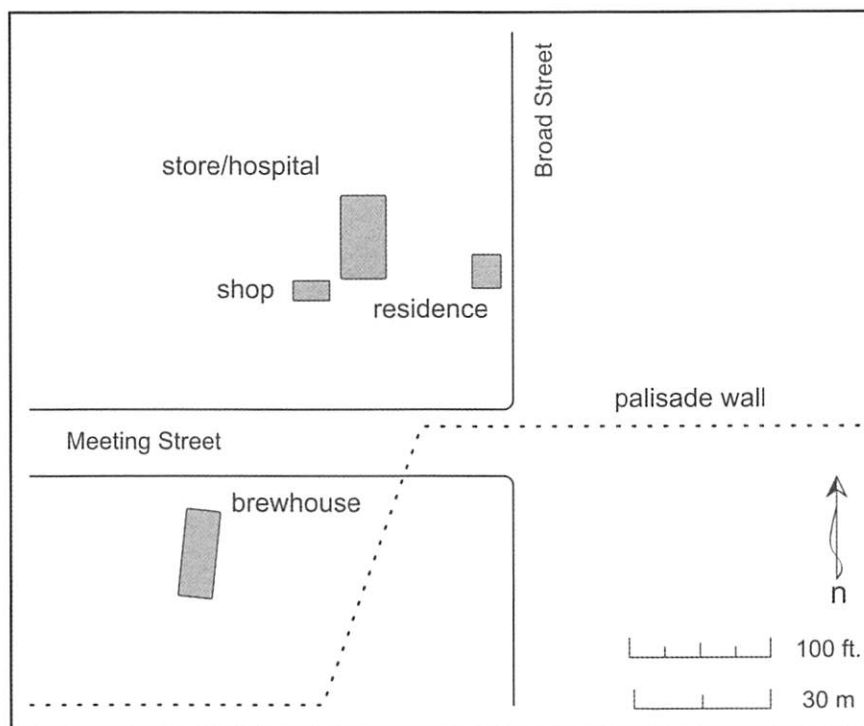 Broad Street
store/hospital
shop
residence
palisade wall
Meeting Street
brewhouse
n
100 ft.
30 m